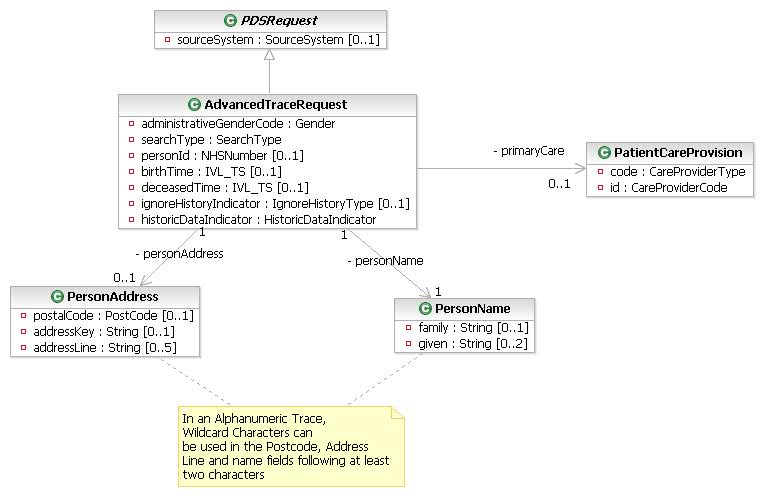 PDSRequest
sourceSystem : SourceSystem [0..1]
AdvancedTraceRequest
administrativeGenderCode : Gender
searchType : SearchType
personId : NHSNumber [0..1]
birthTime : IVL_TS [0..1]
deceasedTime : IVL_TS [0..1]
ignoreHistoryIndicator : IgnoreHistoryType [0..1]
historicDataIndicator : HistoricDataIndicator
- primaryCare
0..1
PatientCareProvision
code : CareProviderType
id : CareProviderCode
1
- personAddress
0..1
1
- personName
1
PersonAddress
postalCode : PostCode [0..1]
addressKey : String [0..1]
addressLine : String [0..5]
PersonName
family : String [0..1]
given : String [0..2]
In an Alphanumeric Trace,
Wildcard Characters can
be used in the Postcode, Address
Line and name fields following at least
two characters